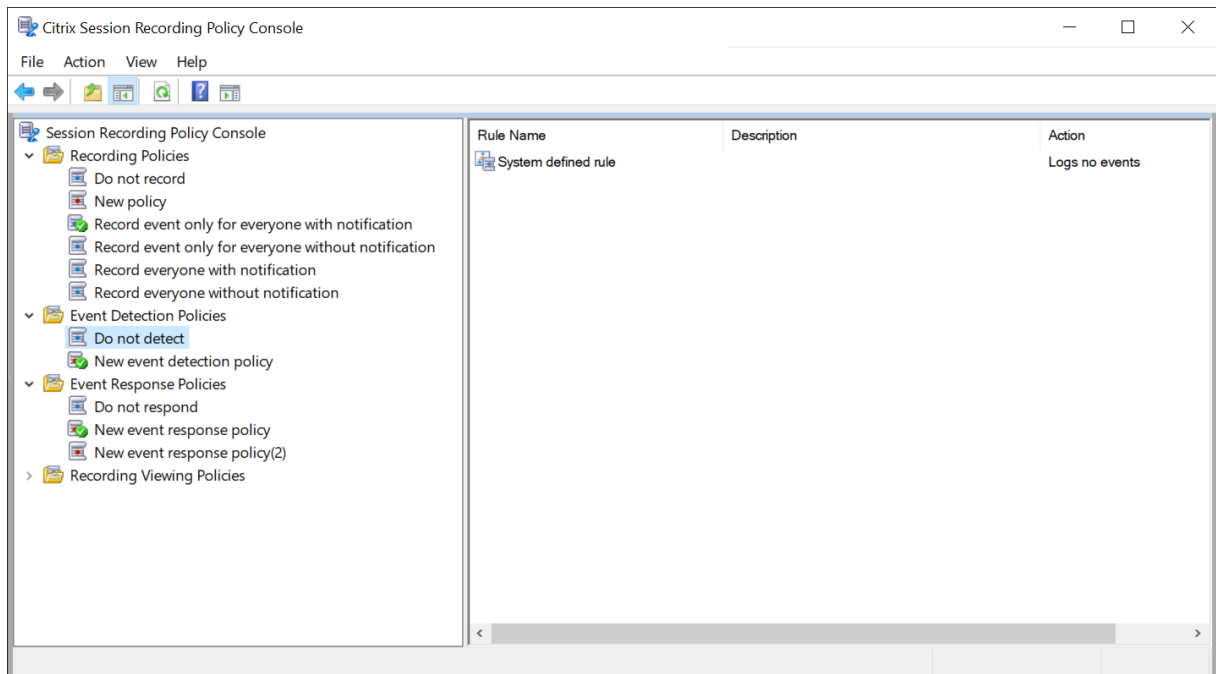 Citrix Session Recording Policy Console
File Action View Help
Session Recording Policy Console
Recording Policies
Do not record
New policy
Record event only for everyone with notification
Record event only for everyone without notification
Record everyone with notification
Record everyone without notification
Event Detection Policies
Do not detect
New event detection policy
Event Response Policies
Do not respond
New event response policy
New event response policy(2)
Recording Viewing Policies
Rule Name Description Action
System defined rule Logs no events